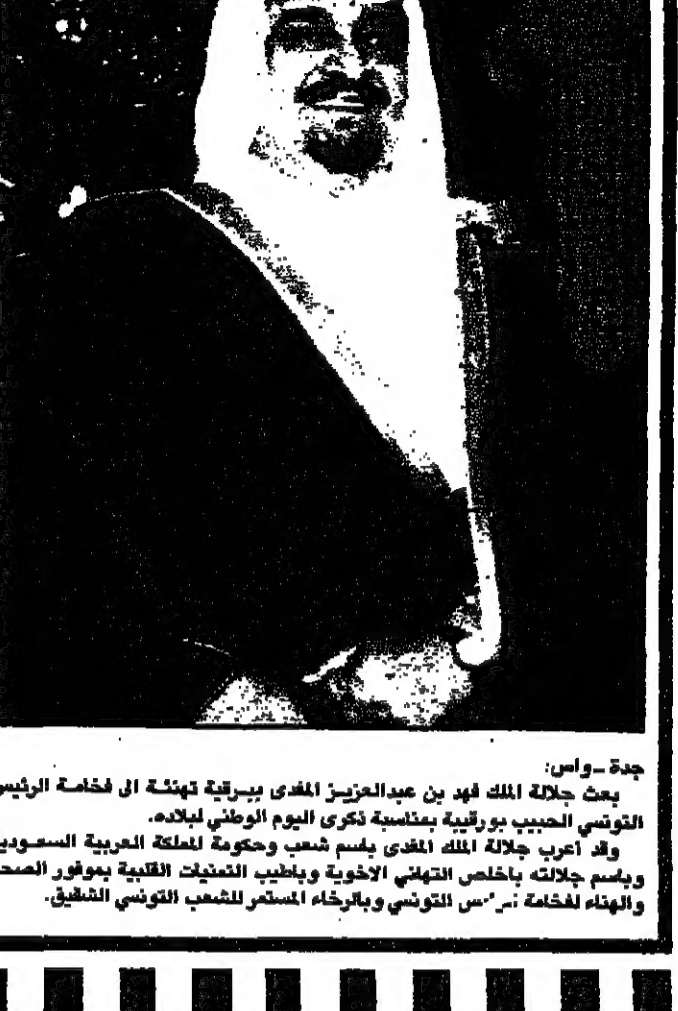 جدة ـ واس:
بعث جلالة الملك فهد بن عبدالعزيز المفدى ببرقية تهنئة الى فخامة الرئيس
التونسي الحبيب بورقيبة بمناسبة ذكرى اليوم الوطني لبلاده.
وقد أعرب جلالة الملك المفدى باسم شعب وحكومة المملكة العربية السعودية
وباسم جلالته باخلص التهاني الاخوية وباطيب التمنيات القلبية بموفور الصحة
والهناء لفخامة التونسي وبالرخاء المستمر للشعب التونسي الشقيق.